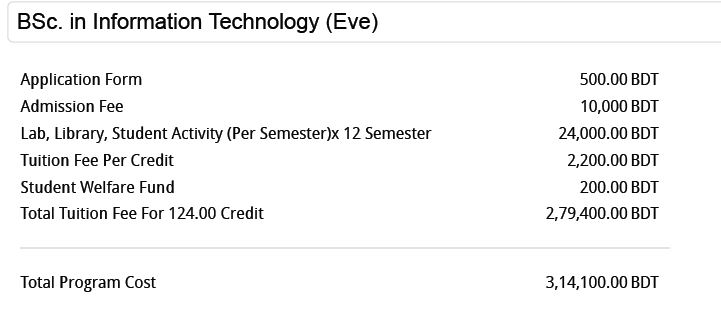 BSc. in Information Technology (Eve)
Application Form 500.00 BDT
Admission Fee 10,000 BDT
Lab, Library, Student Activity (Per Semester)x 12 Semester 24,000.00 BDT
Tuition Fee Per Credit 2,200.00 BDT
Student Welfare Fund 200.00 BDT
Total Tuition Fee For 124.00 Credit 2,79,400.00 BDT
Total Program Cost 3,14,100.00 BDT